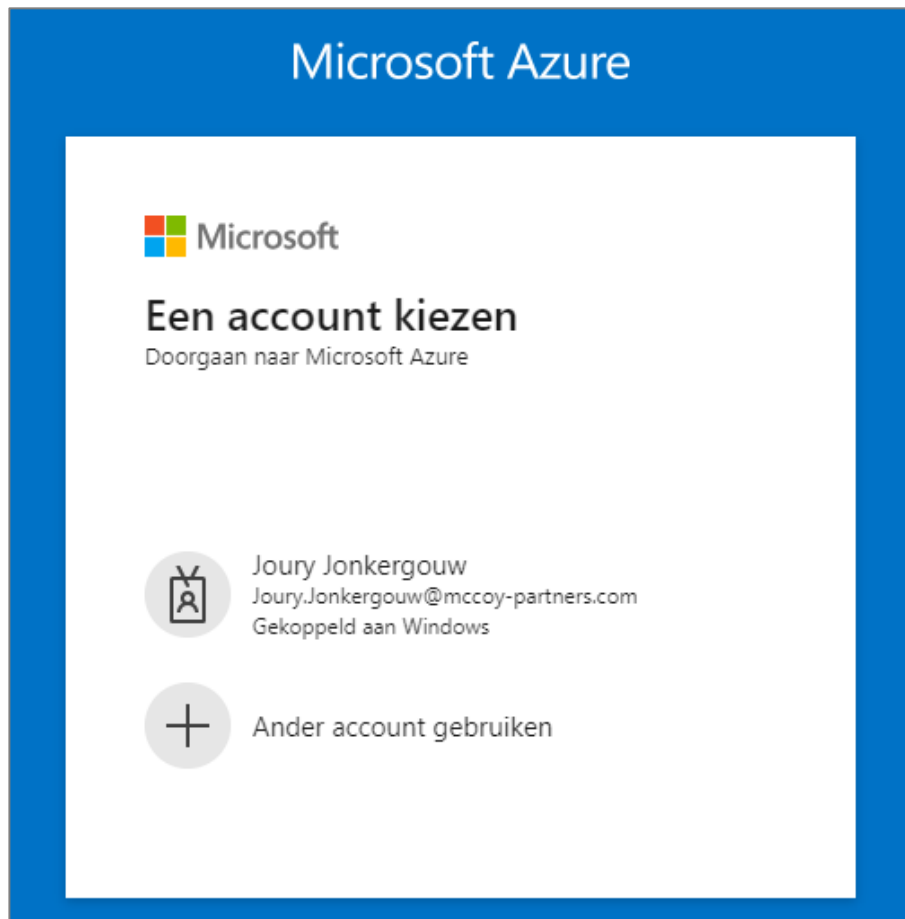 Microsoft Azure
Microsoft
Een account kiezen
Doorgaan naar Microsoft Azure
Joury Jonkergouw
Joury.Jonkergouw@mccoy-partners.com
Gekoppeld aan Windows
Ander account gebruiken